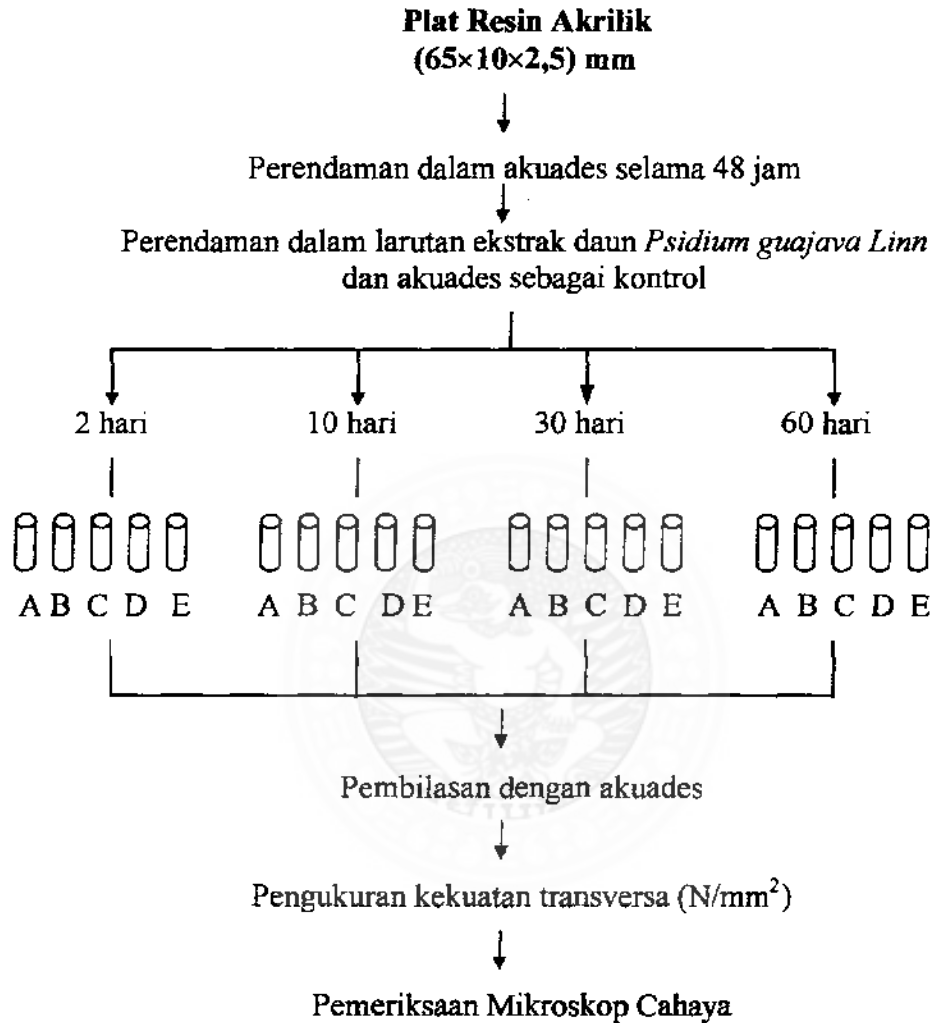 Plat Resin Akrilik
(65×10×2,5) mm
Perendaman dalam akuades selama 48 jam
Perendaman dalam larutan ekstrak daun Psidium guajava Linn
dan akuades sebagai kontrol
2 hari 10 hari 30 hari 60 hari
A B C D E A B C D E A B C D E A B C D E
Pembilasan dengan akuades
Pengukuran kekuatan transversa (N/mm²)
Pemeriksaan Mikroskop Cahaya